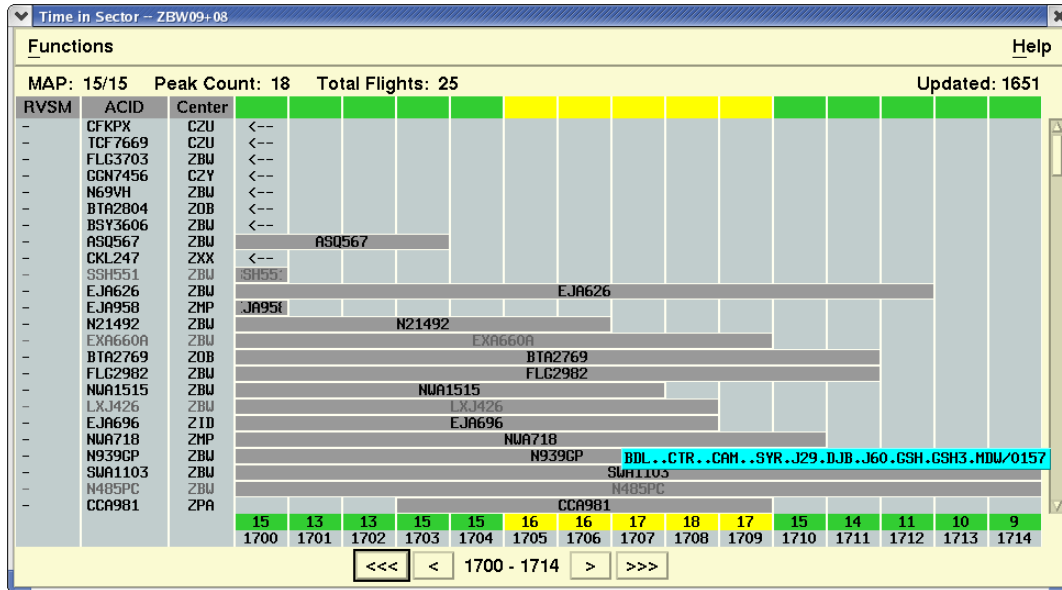 Time in Sector -- ZBW09+08
Functions Help
MAP: 15/15 Peak Count: 18 Total Flights: 25 Updated: 1651
RVSM ACID Center
- CFKPX CZU <--
- TCF7669 CZU <--
- FLG3703 ZBW <--
- GGN7456 CZY <--
- N69VH ZBW <--
- BTA2804 ZOB <--
- BSY3606 ZBW <--
- ASQ567 ZBW ASQ567
- CKL247 ZXX <--
- SSH551 ZBW SH55
- EJA626 ZBW EJA626
- EJA958 ZMP JA958
- N21492 ZBW N21492
- EXA660A ZBW EXA660A
- BTA2769 ZOB BTA2769
- FLG2982 ZBW FLG2982
- NWA1515 ZBW NWA1515
- LXJ426 ZBW LXJ426
- EJA696 ZID EJA696
- NWA718 ZMP NWA718
- N939GP ZBW N939GP BDL..CTR..CAM..SYR.J29.DJB.J60.GSH.GSH3.MDW/0157
- SWA1103 ZBW SWA1103
- N485PC ZBW N485PC
- CCA981 ZPA CCA981
15 13 13 15 15 16 16 17 18 17 15 14 11 10 9
1700 1701 1702 1703 1704 1705 1706 1707 1708 1709 1710 1711 1712 1713 1714
<<< < 1700 - 1714 > >>>